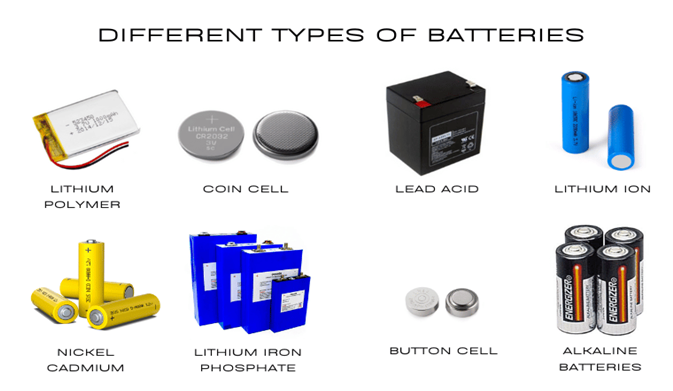 DIFFERENT TYPES OF BATTERIES
LITHIUM
POLYMER
Lithium Cell
CR2032
COIN CELL
LEAD ACID
LITHIUM ION
NICKEL
CADMIUM
LITHIUM IRON
PHOSPHATE
BUTTON CELL
ENERGIZER
ENERGIZER
ALKALINE
BATTERIES